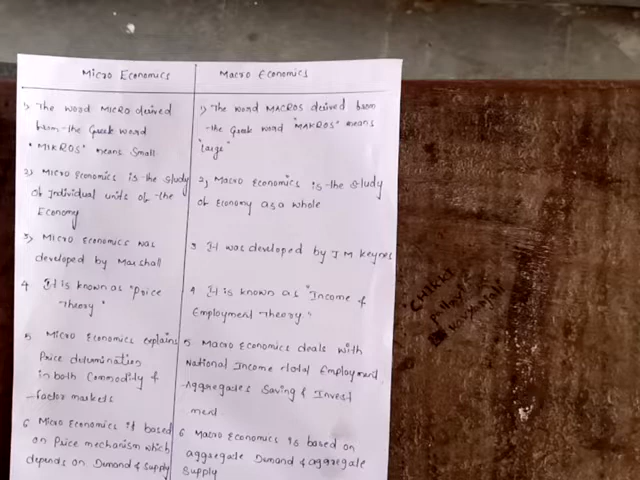 Micro Economics
Macro Economics
1) The word MICRO derived
from the Greek word
"MIKROS" means Small.
2) Micro Economics is the study
of Individual units of the
Economy
3) Micro Economics was
developed by Marshall
4 It is known as "Price
Theory"
5 Micro Economics explains
Price determination
in both Commodity &
factor markets
6 Micro Economics is based
on Price mechanism which
depends on Demand & Supply
1) The word MACROS derived from
the Greek word "MAKROS" means
"large"
2) Macro Economics is the study
of Economy as a whole
3 It was developed by J M Keynes
4 It is known as "Income &
Employment Theory."
5 Macro Economics deals with
National Income total Employment
Aggregates Saving & Invest
ment
6 Macro Economics is based on
aggregate Demand & aggregate
Supply
CHIKKI
Pallavi